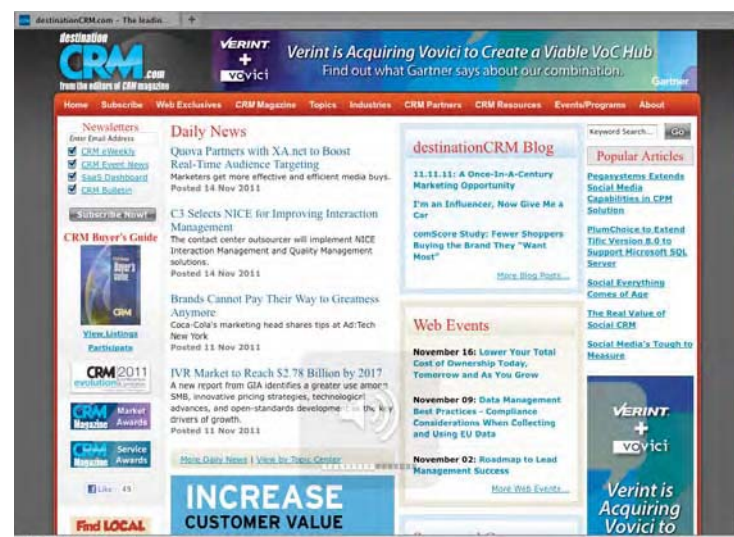 destinationCRM.com - The leadin...
destination
CRM.com
from the editors of CRM magazine
VERINT
+
vovici
Verint is Acquiring Vovici to Create a Viable VoC Hub
Find out what Gartner says about our combination.
Gartner
Home Subscribe Web Exclusives CRM Magazine Topics Industries CRM Partners CRM Resources Events/Programs About
Newsletters
Enter Email Address
CRM eWeekly
CRM Event News
SaaS Dashboard
CRM Bulletin
Subscribe Now!
CRM Buyer's Guide
Buyer's
Guide
CRM
View Listings
Participate
CRM 2011
evolution
CRM Market
Magazine Awards
CRM Service
Magazine Awards
Like 45
Find LOCAL
Daily News
Quova Partners with XA.net to Boost
Real-Time Audience Targeting
Marketers get more effective and efficient media buys.
Posted 14 Nov 2011
C3 Selects NICE for Improving Interaction
Management
The contact center outsourcer will implement NICE
Interaction Management and Quality Management
solutions.
Posted 14 Nov 2011
Brands Cannot Pay Their Way to Greatness
Anymore
Coca-Cola's marketing head shares tips at Ad:Tech
New York
Posted 11 Nov 2011
IVR Market to Reach $2.78 Billion by 2017
A new report from GIA identifies a greater use among
SMB, innovative pricing strategies, technological
advances, and open-standards development as the key
drivers of growth.
Posted 11 Nov 2011
More Daily News | View by Topic Center
INCREASE
CUSTOMER VALUE
destinationCRM Blog
11.11.11: A Once-In-A-Century
Marketing Opportunity
I'm an Influencer, Now Give Me a
Car
comScore Study: Fewer Shoppers
Buying the Brand They "Want
Most"
More Blog Posts...
Web Events
November 16: Lower Your Total
Cost of Ownership Today,
Tomorrow and As You Grow
November 09: Data Management
Best Practices - Compliance
Considerations When Collecting
and Using EU Data
November 02: Roadmap to Lead
Management Success
More Web Events...
Keyword Search... Go
Popular Articles
Pegasystems Extends
Social Media
Capabilities in CPM
Solution
PlumChoice to Extend
Tific Version 8.0 to
Support Microsoft SQL
Server
Social Everything
Comes of Age
The Real Value of
Social CRM
Social Media's Tough to
Measure
VERINT
+
vovici
Verint is
Acquiring
Vovici to